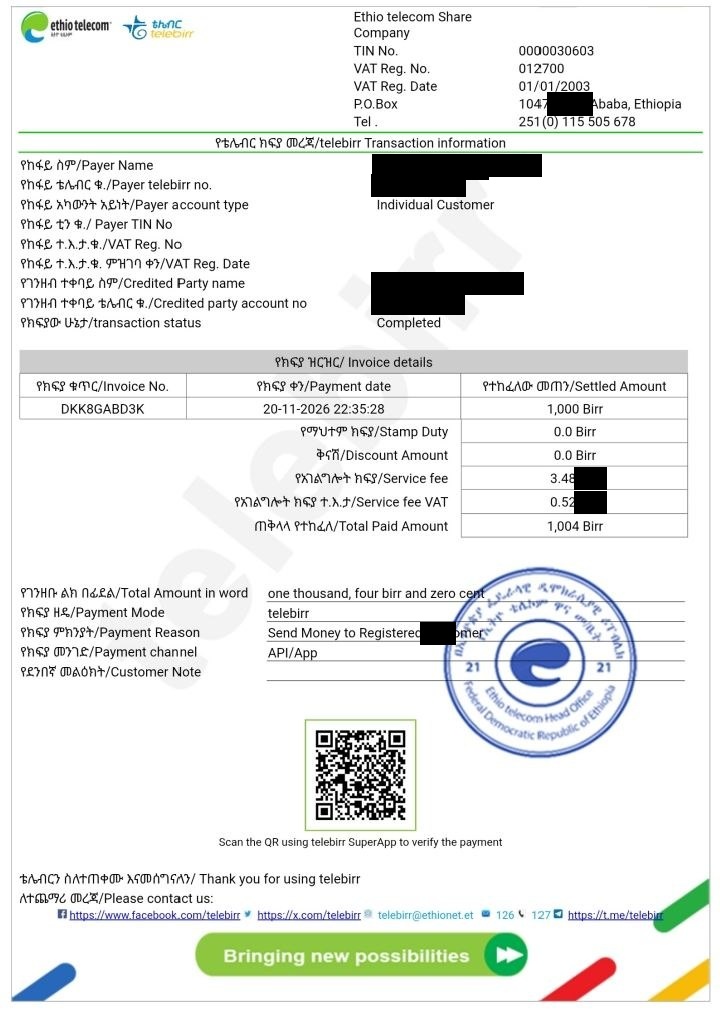 ethio telecom
ኢትዮ ቴሌኮም
ቴሌብር
telebirr
Ethio telecom Share
Company
TIN No. 0000030603
VAT Reg. No. 012700
VAT Reg. Date 01/01/2003
P.O.Box 1047 Ababa, Ethiopia
Tel . 251(0) 115 505 678
የቴሌብር ክፍያ መረጃ/telebirr Transaction information
የከፋይ ስም/Payer Name
የከፋይ ቴሌብር ቁ./Payer telebirr no.
የከፋይ አካውንት አይነት/Payer account type Individual Customer
የከፋይ ቲን ቁ./ Payer TIN No
የከፋይ ተ.እ.ታ.ቁ./VAT Reg. No
የከፋይ ተ.እ.ታ.ቁ. ምዝገባ ቀን/VAT Reg. Date
የገንዘብ ተቀባይ ስም/Credited Party name
የገንዘብ ተቀባይ ቴሌብር ቁ./Credited party account no
የክፍያው ሁኔታ/transaction status Completed
የክፍያ ዝርዝር/ Invoice details
የክፍያ ቁጥር/Invoice No. የክፍያ ቀን/Payment date የተከፈለው መጠን/Settled Amount
DKK8GABD3K 20-11-2026 22:35:28 1,000 Birr
የማህተም ክፍያ/Stamp Duty 0.0 Birr
ቅናሽ/Discount Amount 0.0 Birr
የአገልግሎት ክፍያ/Service fee 3.48
የአገልግሎት ክፍያ ተ.እ.ታ/Service fee VAT 0.52
ጠቅላላ የተከፈለ/Total Paid Amount 1,004 Birr
telebirr
የገንዘቡ ልክ በፊደል/Total Amount in word one thousand, four birr and zero cent
የክፍያ ዘዴ/Payment Mode telebirr
የክፍያ ምክንያት/Payment Reason Send Money to Registered omer
የክፍያ መንገድ/Payment channel API/App
የደንበኛ መልዕክት/Customer Note
21 21
Ethio telecom Head Office
Federal Democratic Republic of Ethiopia
Scan the QR using telebirr SuperApp to verify the payment
ቴሌብርን ስለተጠቀሙ እናመሰግናለን/ Thank you for using telebirr
ለተጨማሪ መረጃ/Please contact us:
https://www.facebook.com/telebirr https://x.com/telebirr telebirr@ethionet.et 126 127 https://t.me/telebirr
Bringing new possibilities